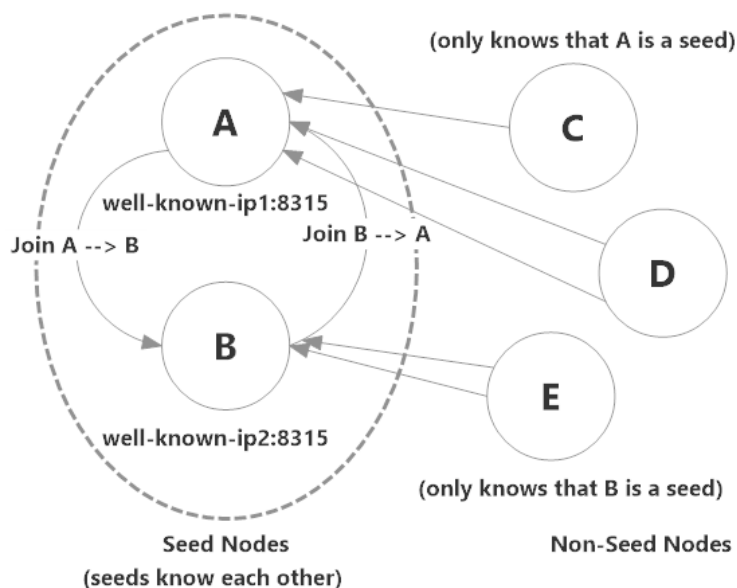 (only knows that A is a seed)
A
C
well-known-ip1:8315
Join A --> B
Join B --> A
D
B
E
well-known-ip2:8315
(only knows that B is a seed)
Seed Nodes
Non-Seed Nodes
(seeds know each other)